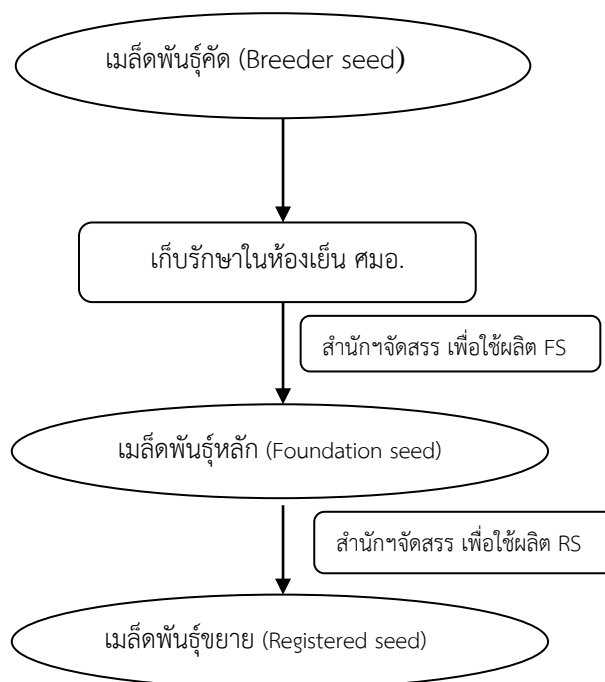 เมล็ดพันธุ์คัด (Breeder seed)
เก็บรักษาในห้องเย็น ศมอ.
สำนักฯจัดสรร เพื่อใช้ผลิต FS
เมล็ดพันธุ์หลัก (Foundation seed)
สำนักฯจัดสรร เพื่อใช้ผลิต RS
เมล็ดพันธุ์ขยาย (Registered seed)